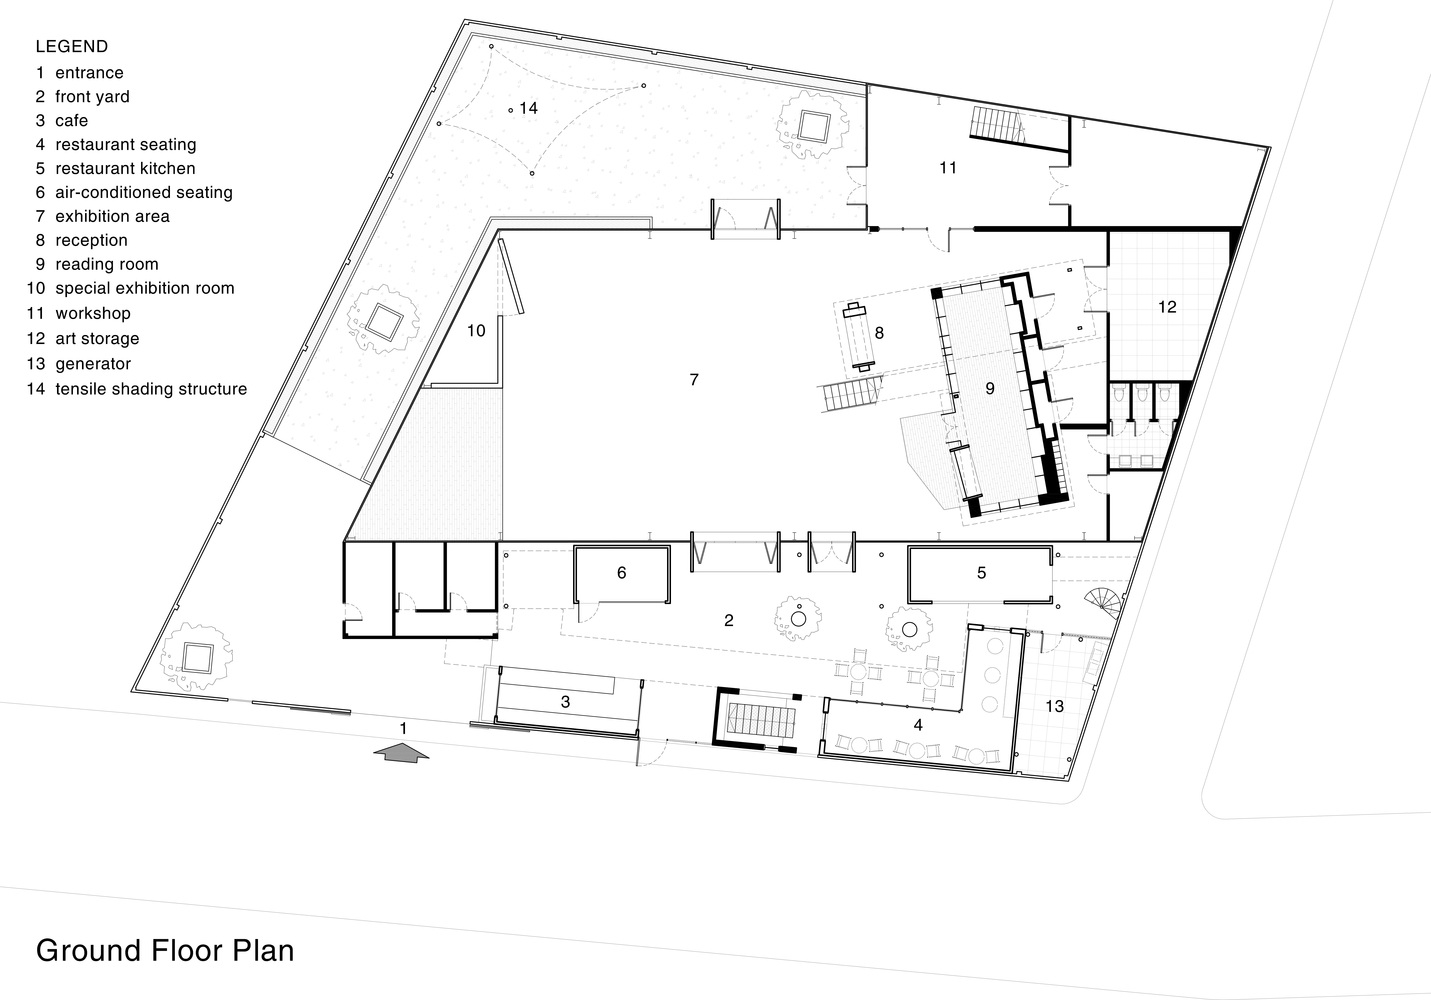 LEGEND
1 entrance
2 front yard
3 cafe
4 restaurant seating
5 restaurant kitchen
6 air-conditioned seating
7 exhibition area
8 reception
9 reading room
10 special exhibition room
11 workshop
12 art storage
13 generator
14 tensile shading structure
14
11
12
10
8
7
9
6
5
2
3
4
13
1
Ground Floor Plan